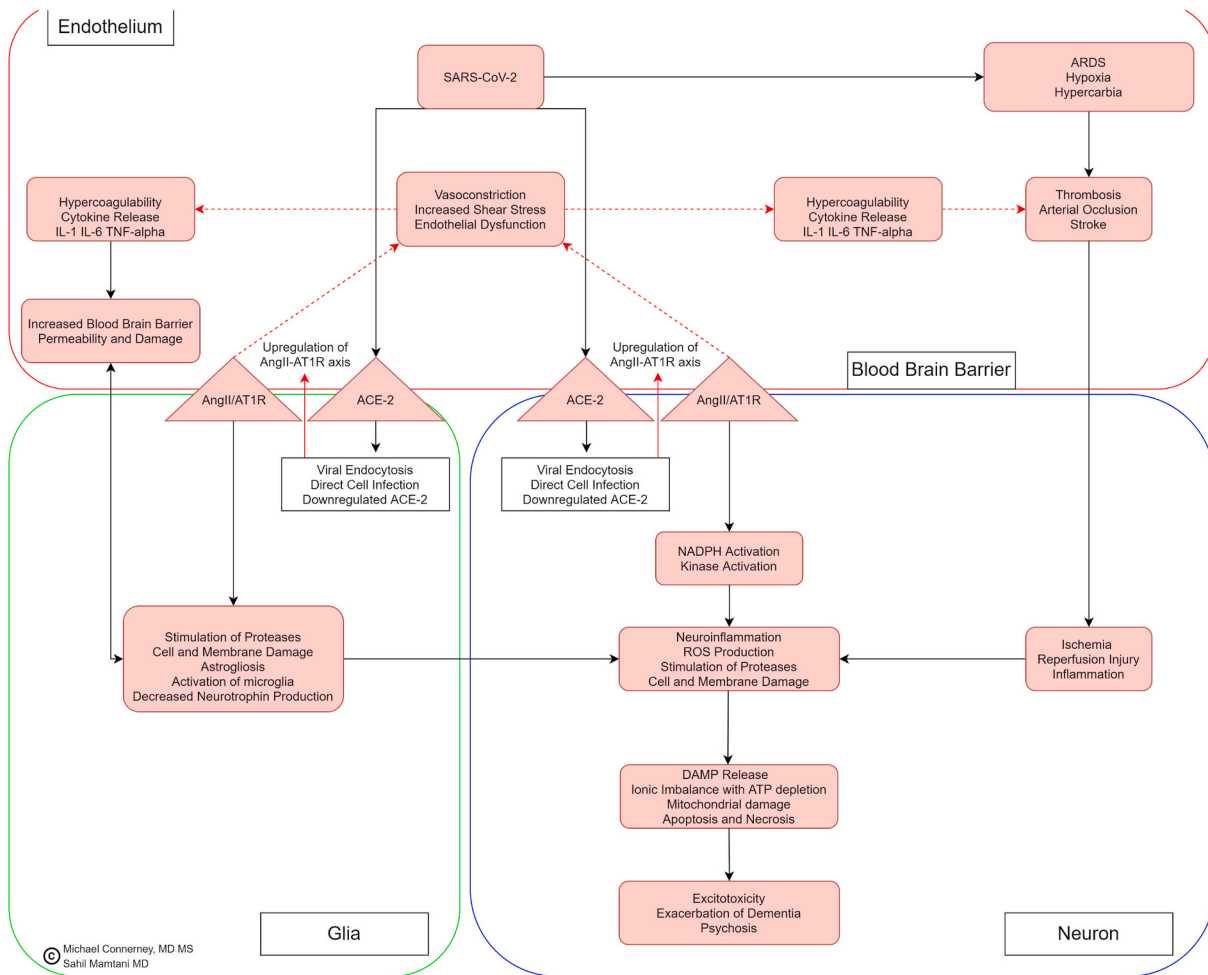 Endothelium
SARS-CoV-2
ARDS
Hypoxia
Hypercarbia
Hypercoagulability
Cytokine Release
IL-1 IL-6 TNF-alpha
Vasoconstriction
Increased Shear Stress
Endothelial Dysfunction
Hypercoagulability
Cytokine Release
IL-1 IL-6 TNF-alpha
Thrombosis
Arterial Occlusion
Stroke
Increased Blood Brain Barrier
Permeability and Damage
Upregulation of
AngII-AT1R axis
Upregulation of
AngII-AT1R axis
Blood Brain Barrier
AngII/AT1R
ACE-2
ACE-2
AngII/AT1R
Viral Endocytosis
Direct Cell Infection
Downregulated ACE-2
Viral Endocytosis
Direct Cell Infection
Downregulated ACE-2
NADPH Activation
Kinase Activation
Stimulation of Proteases
Cell and Membrane Damage
Astrogliosis
Activation of microglia
Decreased Neurotrophin Production
Neuroinflammation
ROS Production
Stimulation of Proteases
Cell and Membrane Damage
Ischemia
Reperfusion Injury
Inflammation
DAMP Release
Ionic Imbalance with ATP depletion
Mitochondrial damage
Apoptosis and Necrosis
Excitotoxicity
Exacerbation of Dementia
Psychosis
Glia
Neuron
© Michael Connerney, MD MS
Sahil Mamtani MD